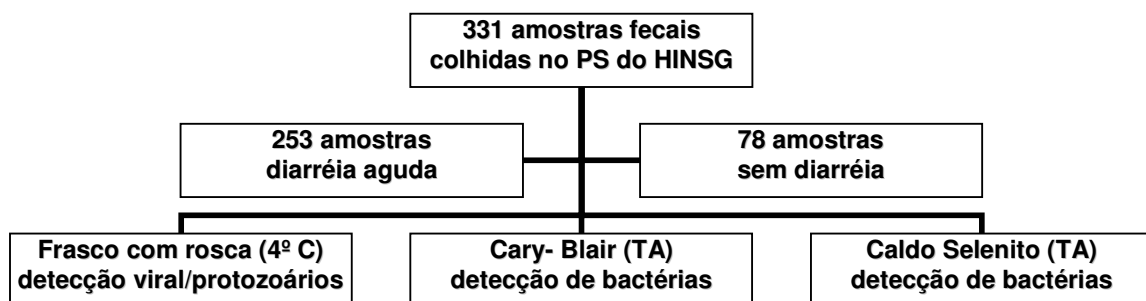 331 amostras fecais
colhidas no PS do HINSG
253 amostras
diarréia aguda
78 amostras
sem diarréia
Frasco com rosca (4º C)
detecção viral/protozoários
Cary- Blair (TA)
detecção de bactérias
Caldo Selenito (TA)
detecção de bactérias